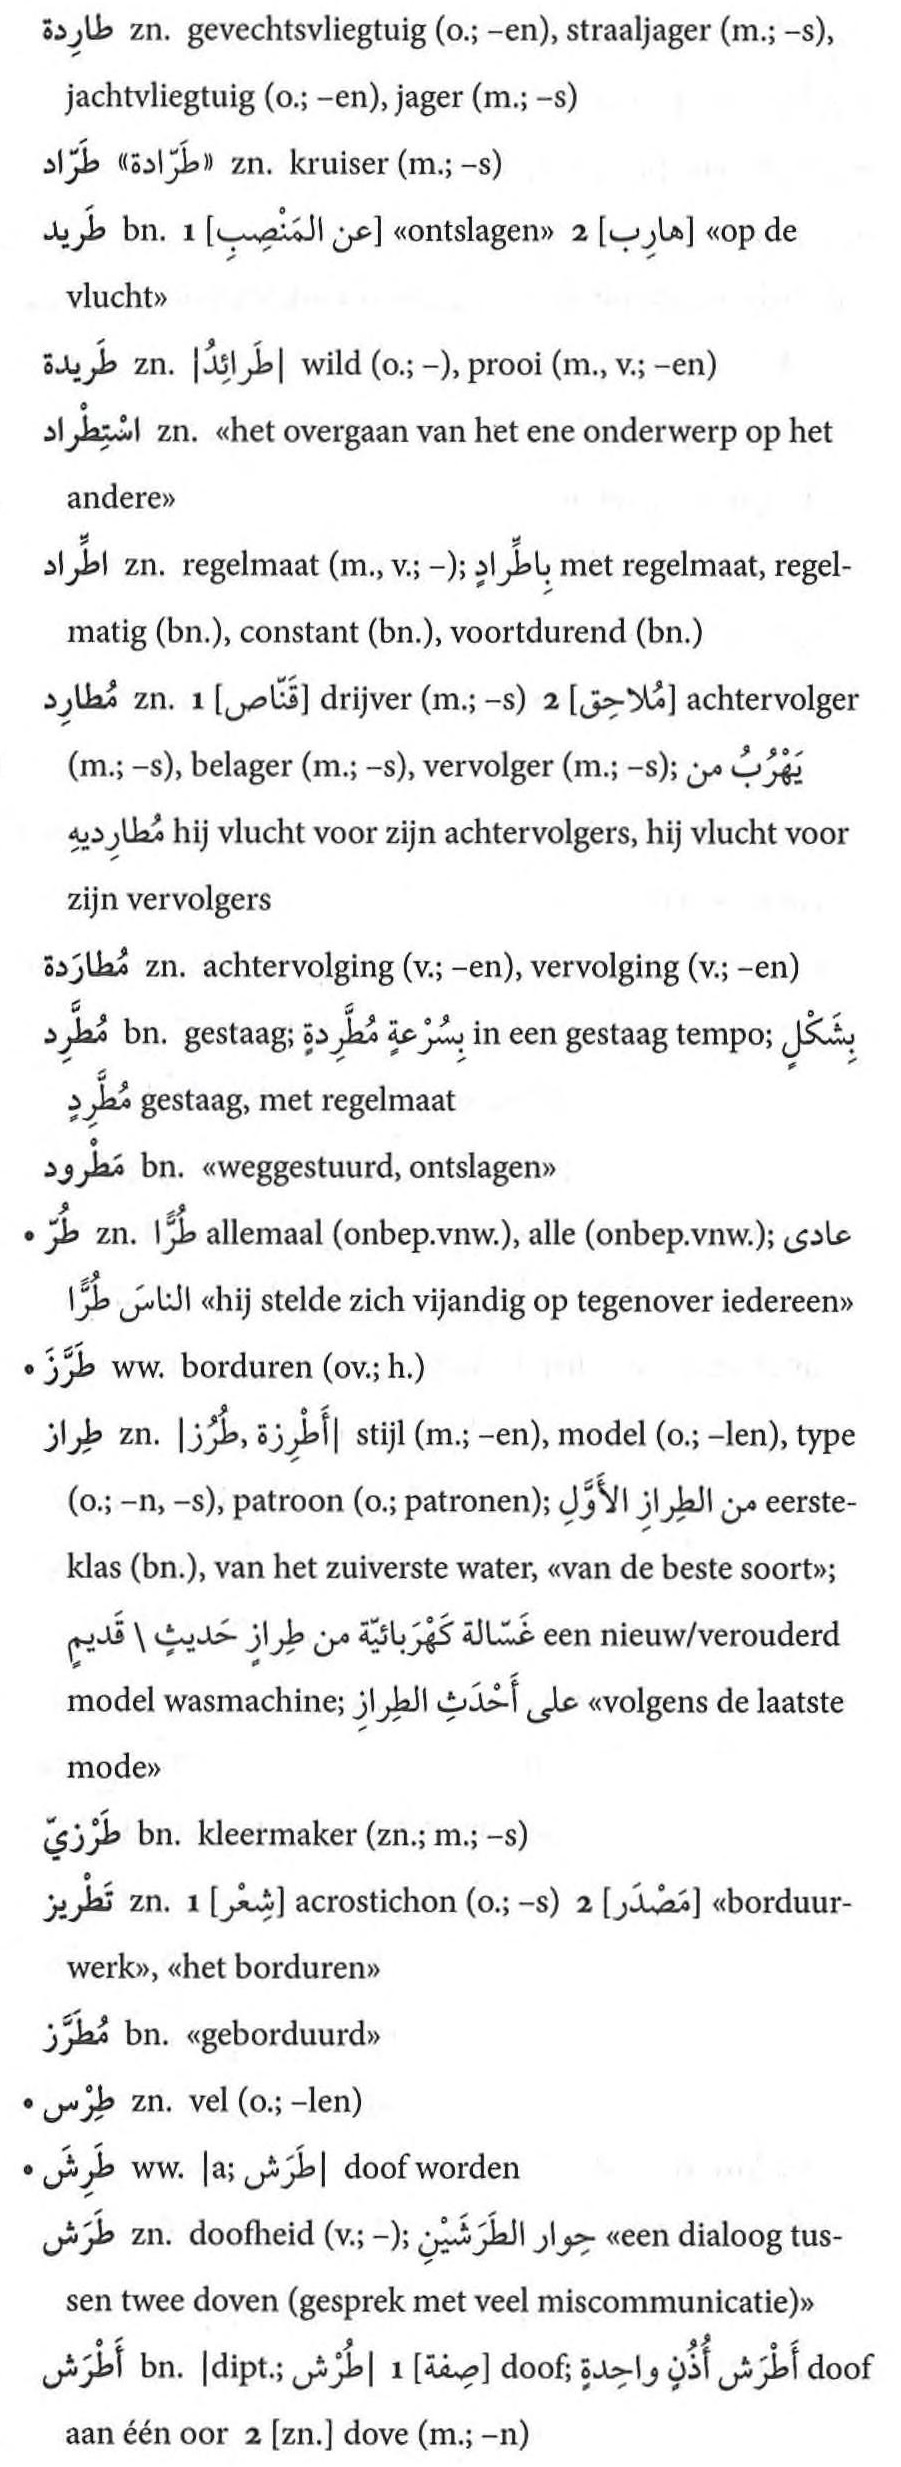 طارِدة zn. gevechtsvliegtuig (o.; –en), straaljager (m.; –s),
jachtvliegtuig (o.; –en), jager (m.; –s)
طَرّاد «طَرّادة» zn. kruiser (m.; –s)
طَريد bn. 1 [عن المَنْصِبِ] «ontslagen» 2 [هارِب] «op de
vlucht»
طَريدة zn. |طَرائِدُ| wild (o.; –), prooi (m., v.; –en)
اسْتِطْراد zn. «het overgaan van het ene onderwerp op het
andere»
اطِّراد zn. regelmaat (m., v.; –); بِاطِّرادٍ met regelmaat, regel-
matig (bn.), constant (bn.), voortdurend (bn.)
مُطارِد zn. 1 [قَنّاص] drijver (m.; –s) 2 [مُلاحِق] achtervolger
(m.; –s), belager (m.; –s), vervolger (m.; –s); يَهْرُبُ من
مُطارِديهِ hij vlucht voor zijn achtervolgers, hij vlucht voor
zijn vervolgers
مُطارَدة zn. achtervolging (v.; –en), vervolging (v.; –en)
مُطَّرِد bn. gestaag; بِسُرْعةٍ مُطَّرِدةٍ in een gestaag tempo; بِشَكْلٍ
مُطَّرِدٍ gestaag, met regelmaat
مَطْرود bn. «weggestuurd, ontslagen»
• طُرّ zn. طُرًّا allemaal (onbep.vnw.), alle (onbep.vnw.); عادى
الناسَ طُرًّا «hij stelde zich vijandig op tegenover iedereen»
• طَرَّزَ ww. borduren (ov.; h.)
طِراز zn. |أَطْرِزة, طُرُز| stijl (m.; –en), model (o.; –len), type
(o.; –n, –s), patroon (o.; patronen); من الطِرازِ الأَوَّلِ eerste-
klas (bn.), van het zuiverste water, «van de beste soort»;
غَسّالة كَهْرَبائيّة من طِرازٍ حَديثٍ \ قَديمٍ een nieuw/verouderd
model wasmachine; على أَحْدَثِ الطِرازِ «volgens de laatste
mode»
طَرْزيّ bn. kleermaker (zn.; m.; –s)
تَطْريز zn. 1 [شِعْر] acrostichon (o.; –s) 2 [مَصْدَر] «borduur-
werk», «het borduren»
مُطَرَّز bn. «geborduurd»
• طِرْس zn. vel (o.; –len)
• طَرِشَ ww. |a; طَرَش| doof worden
طَرَش zn. doofheid (v.; –); حِوار الطَرَشَيْنِ «een dialoog tus-
sen twee doven (gesprek met veel miscommunicatie)»
أَطْرَش bn. |dipt.; طُرْش| 1 [صِفة] doof; أَطْرَش أُذُنٍ واحِدةٍ doof
aan één oor 2 [zn.] dove (m.; –n)